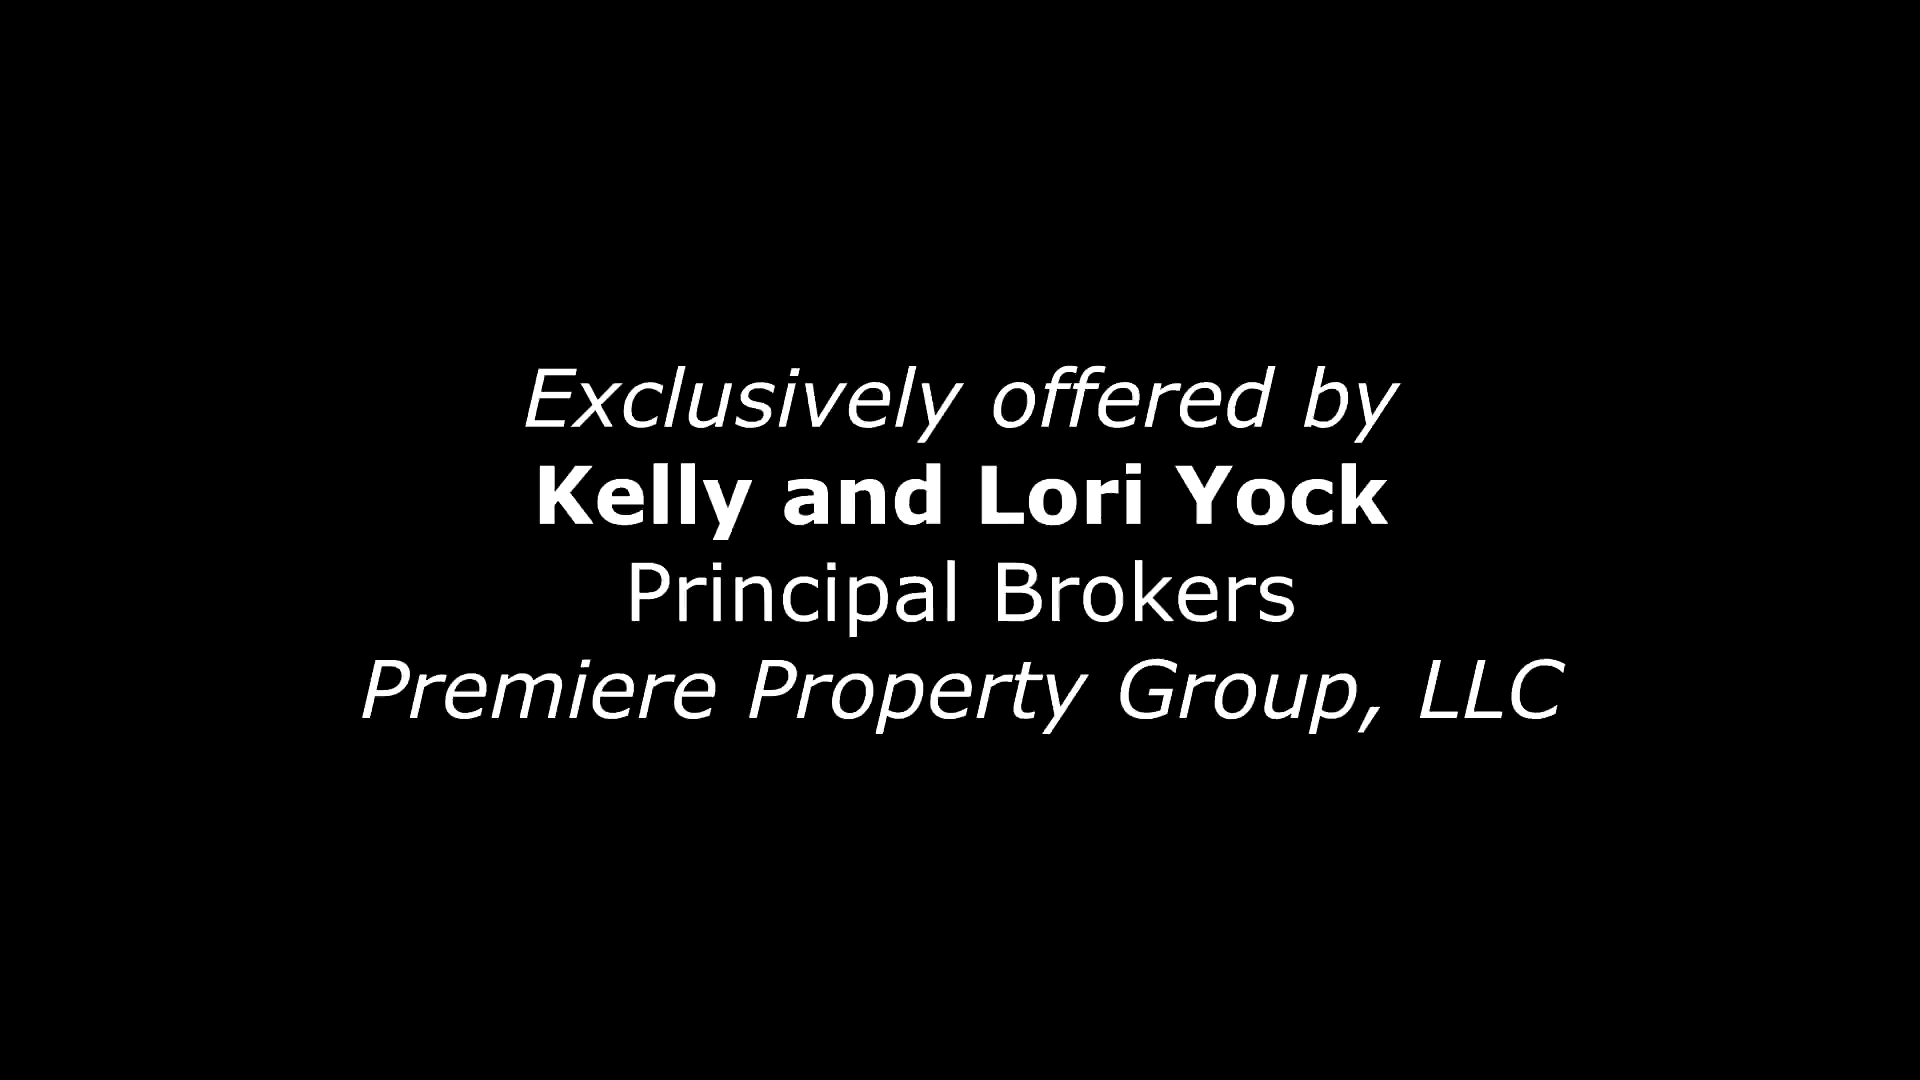 Exclusively offered by
Kelly and Lori Yock
Principal Brokers
Premiere Property Group, LLC